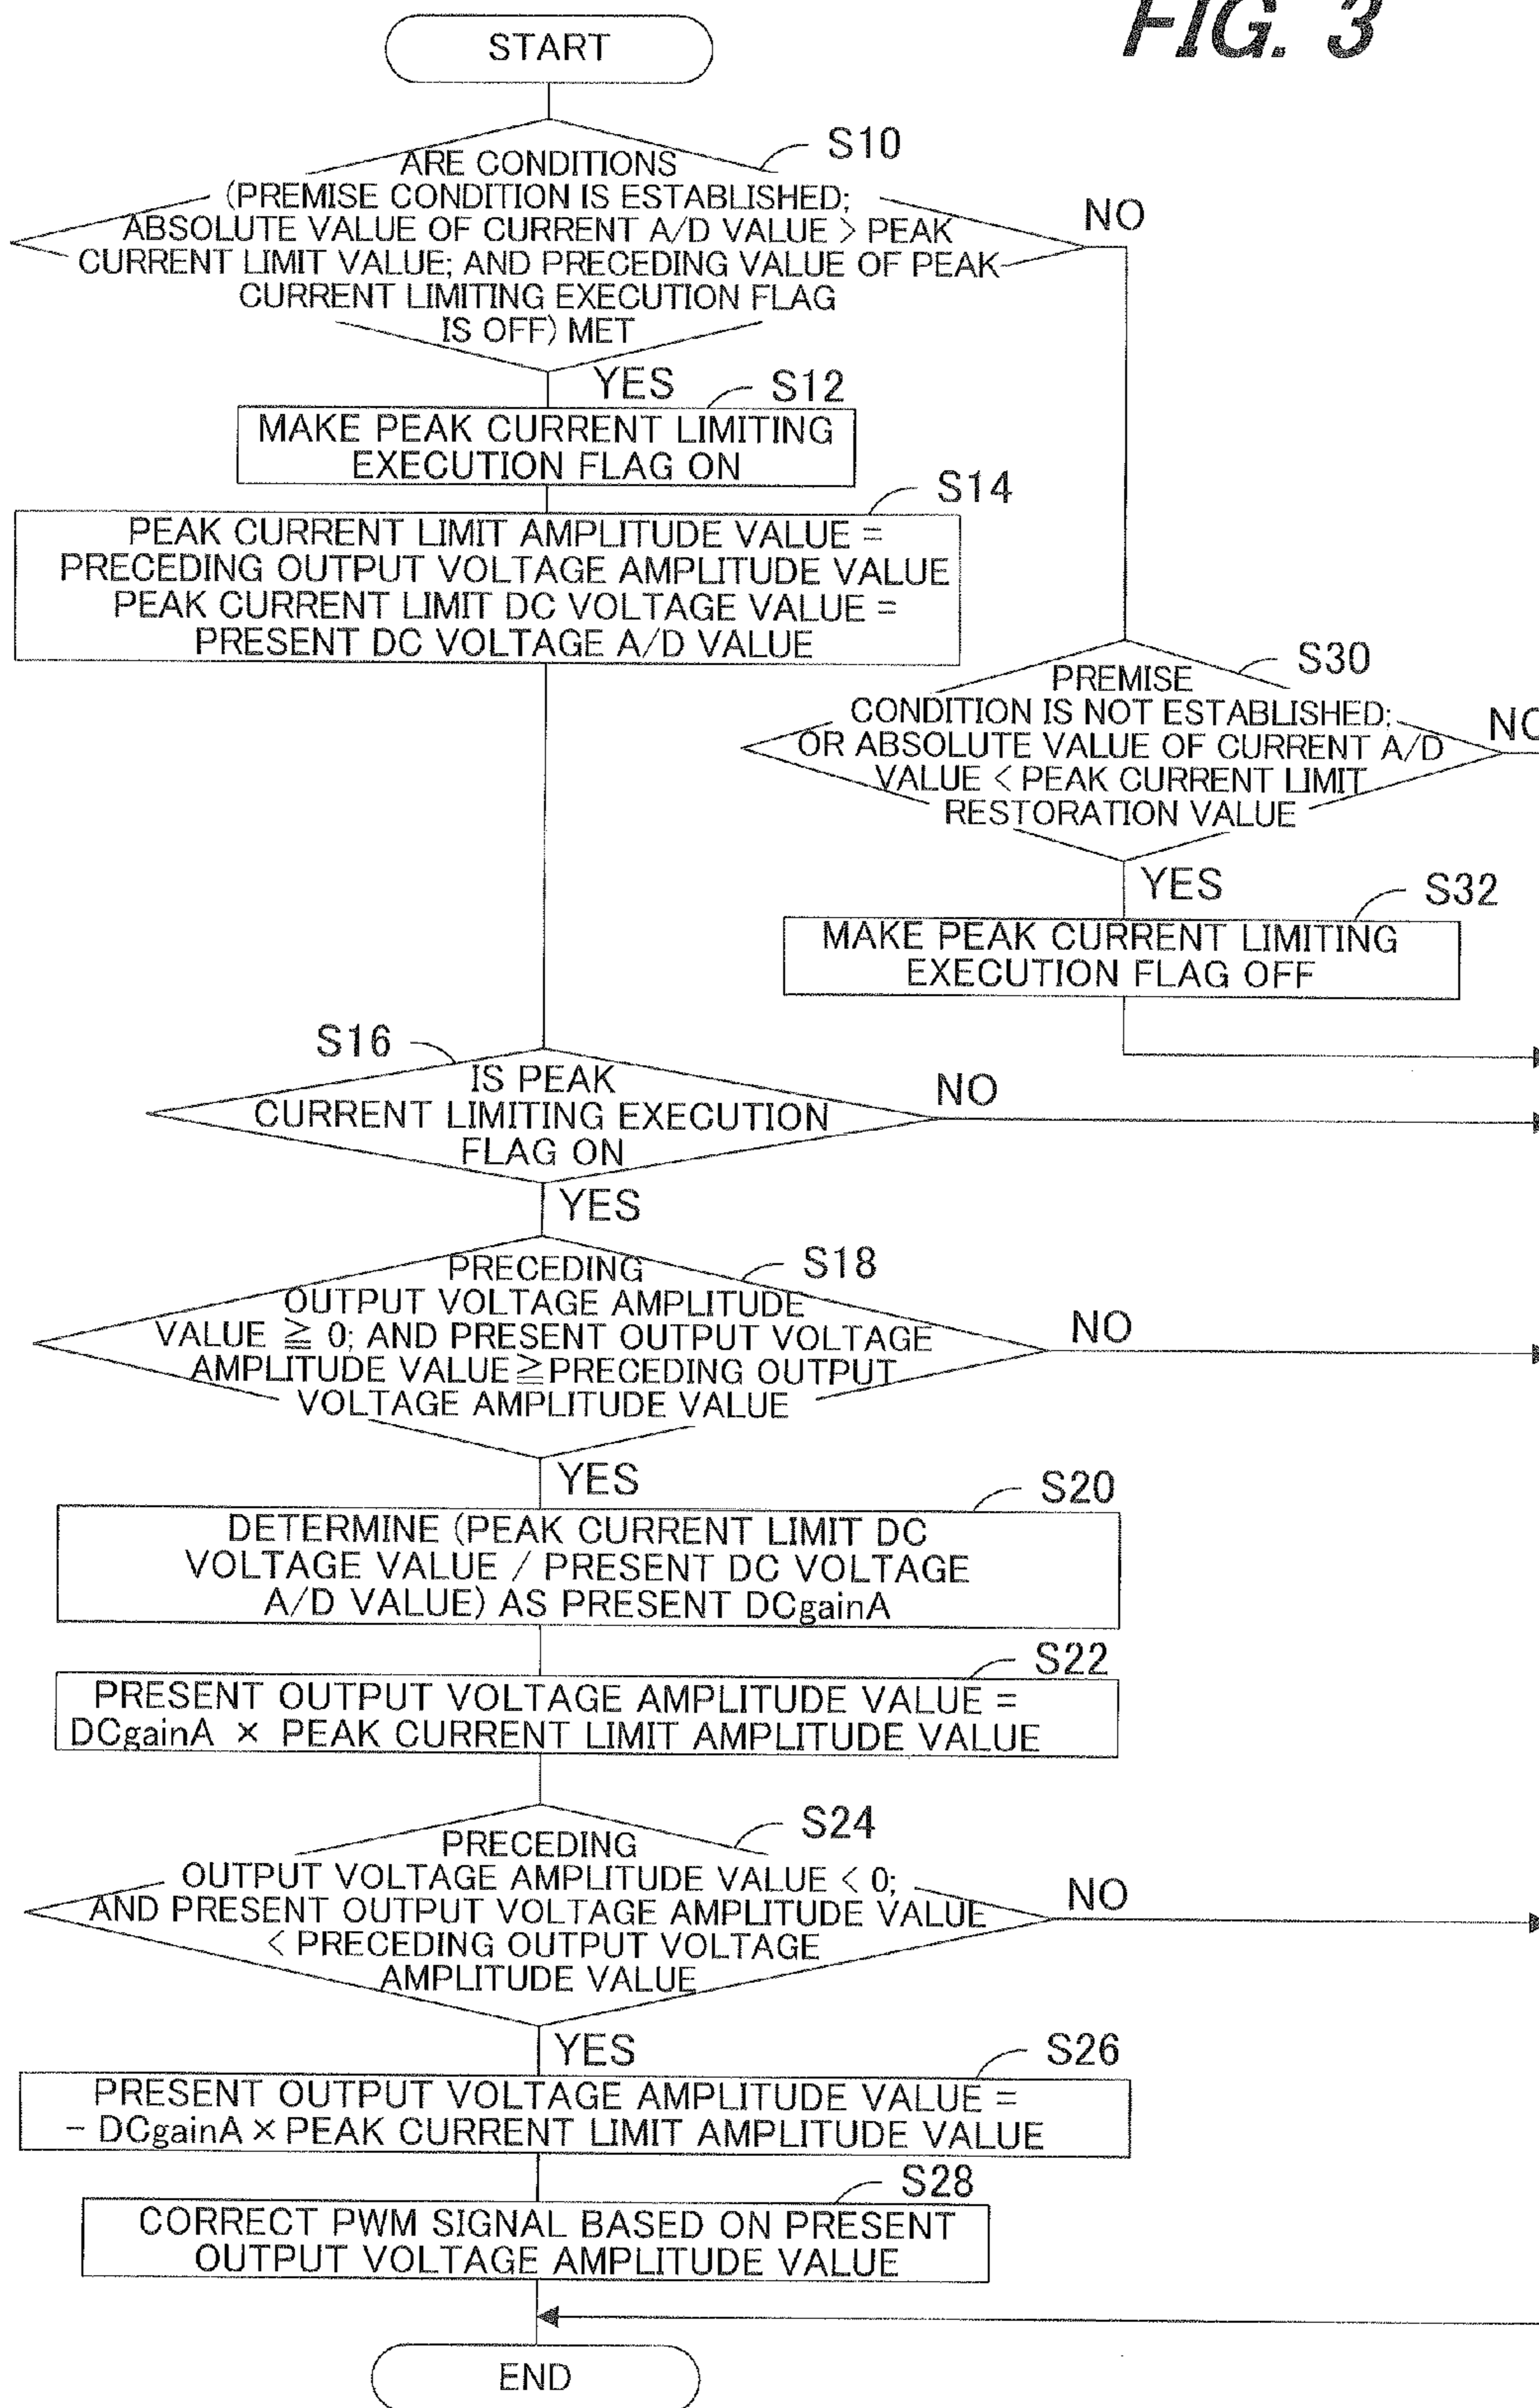 FIG. 3
START
S10
ARE CONDITIONS
(PREMISE CONDITION IS ESTABLISHED;
ABSOLUTE VALUE OF CURRENT A/D VALUE > PEAK
CURRENT LIMIT VALUE; AND PRECEDING VALUE OF PEAK
CURRENT LIMITING EXECUTION FLAG
IS OFF) MET
NO
YES
S12
MAKE PEAK CURRENT LIMITING
EXECUTION FLAG ON
S14
PEAK CURRENT LIMIT AMPLITUDE VALUE =
PRECEDING OUTPUT VOLTAGE AMPLITUDE VALUE
PEAK CURRENT LIMIT DC VOLTAGE VALUE =
PRESENT DC VOLTAGE A/D VALUE
S30
PREMISE
CONDITION IS NOT ESTABLISHED;
OR ABSOLUTE VALUE OF CURRENT A/D
VALUE < PEAK CURRENT LIMIT
RESTORATION VALUE
NO
YES
S32
MAKE PEAK CURRENT LIMITING
EXECUTION FLAG OFF
S16
IS PEAK
CURRENT LIMITING EXECUTION
FLAG ON
NO
YES
S18
PRECEDING
OUTPUT VOLTAGE AMPLITUDE
VALUE ≧ 0; AND PRESENT OUTPUT VOLTAGE
AMPLITUDE VALUE≧PRECEDING OUTPUT
VOLTAGE AMPLITUDE VALUE
NO
YES
S20
DETERMINE (PEAK CURRENT LIMIT DC
VOLTAGE VALUE / PRESENT DC VOLTAGE
A/D VALUE) AS PRESENT DCgainA
S22
PRESENT OUTPUT VOLTAGE AMPLITUDE VALUE =
DCgainA × PEAK CURRENT LIMIT AMPLITUDE VALUE
S24
PRECEDING
OUTPUT VOLTAGE AMPLITUDE VALUE < 0;
AND PRESENT OUTPUT VOLTAGE AMPLITUDE VALUE
< PRECEDING OUTPUT VOLTAGE
AMPLITUDE VALUE
NO
YES
S26
PRESENT OUTPUT VOLTAGE AMPLITUDE VALUE =
- DCgainA × PEAK CURRENT LIMIT AMPLITUDE VALUE
S28
CORRECT PWM SIGNAL BASED ON PRESENT
OUTPUT VOLTAGE AMPLITUDE VALUE
END